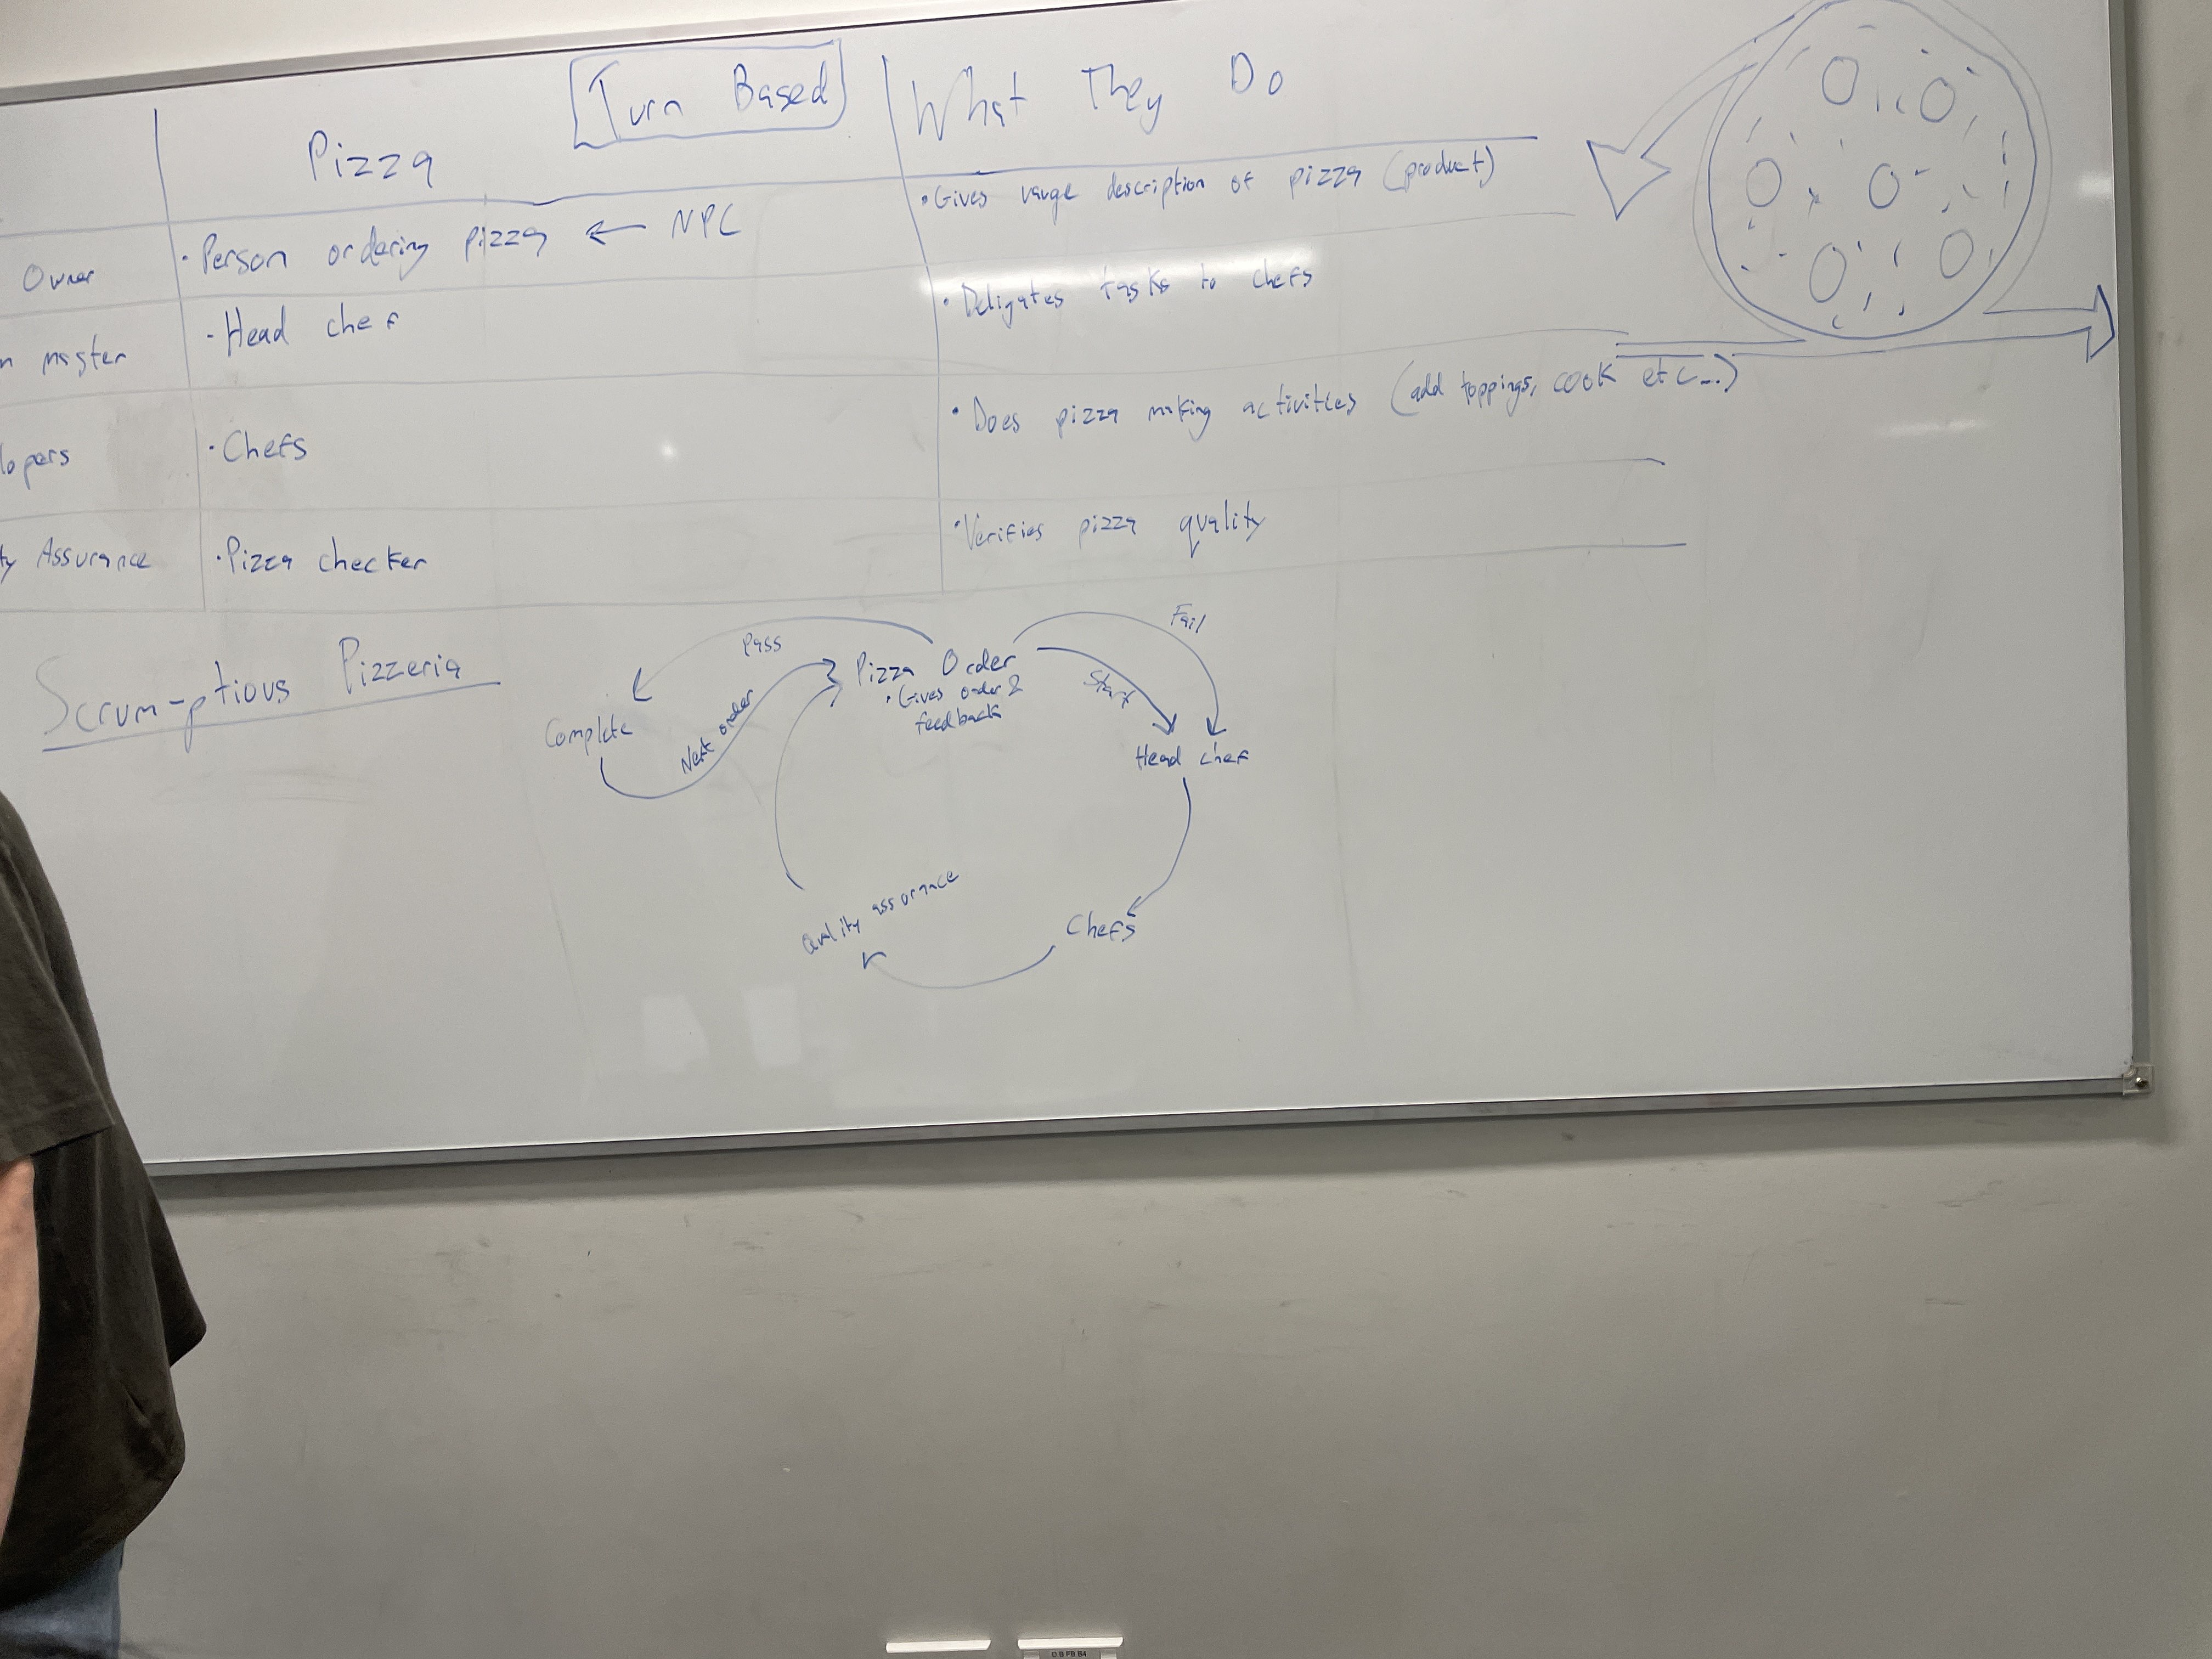 [Turn Based]
Pizza
What They Do
Owner
·Person ordering pizza ← NPC
·Gives vauge description of pizza (product)
master
-Head chef
·Deligates tasks to chefs
lopers
·Chefs
·Does pizza making activities (add toppings, cook etc...)
ty Assurance
·Pizza checker
·Verifies pizza quality
Scrum-ptious Pizzeria
Pass
Fail
Pizza Order
·Gives order &
feedback
Start
Complete
Next order
Head chef
Quality assurance
Chefs
D.B FB B4